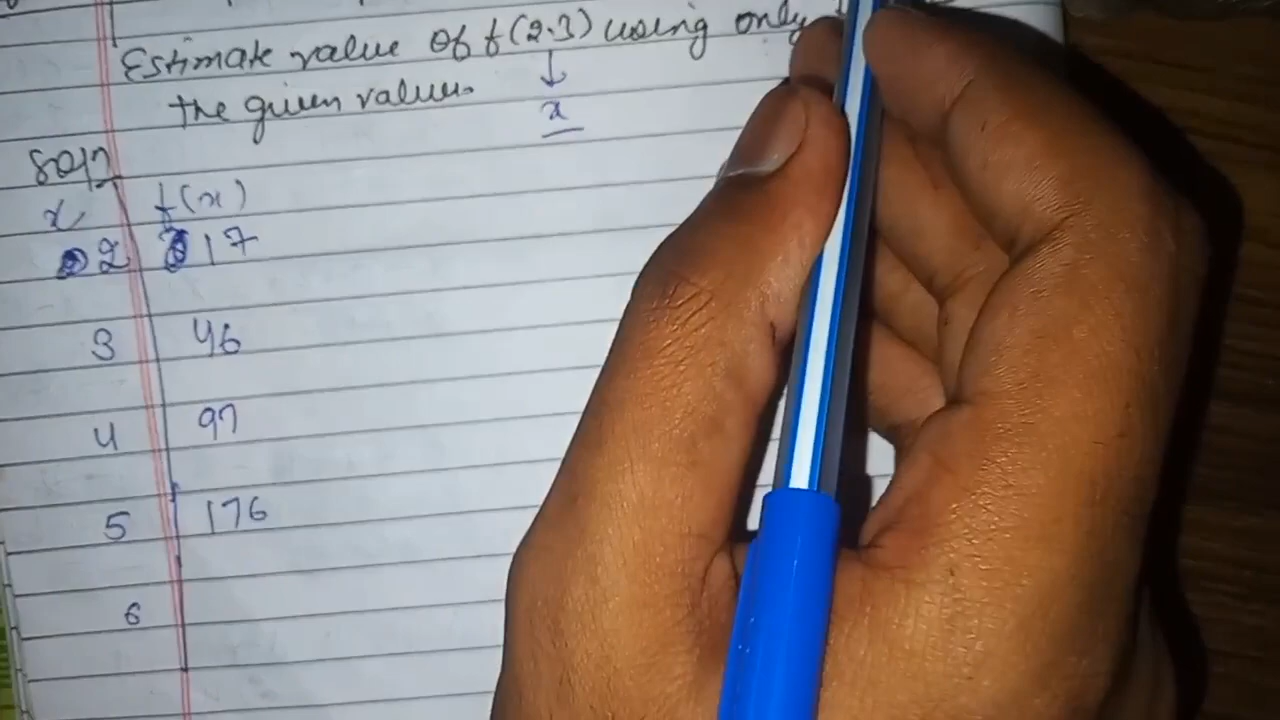 Estimate value of f(2.3) using only
the given values.
↓
x
Soln
x f(x)
2 17
3 46
4 97
5 176
6